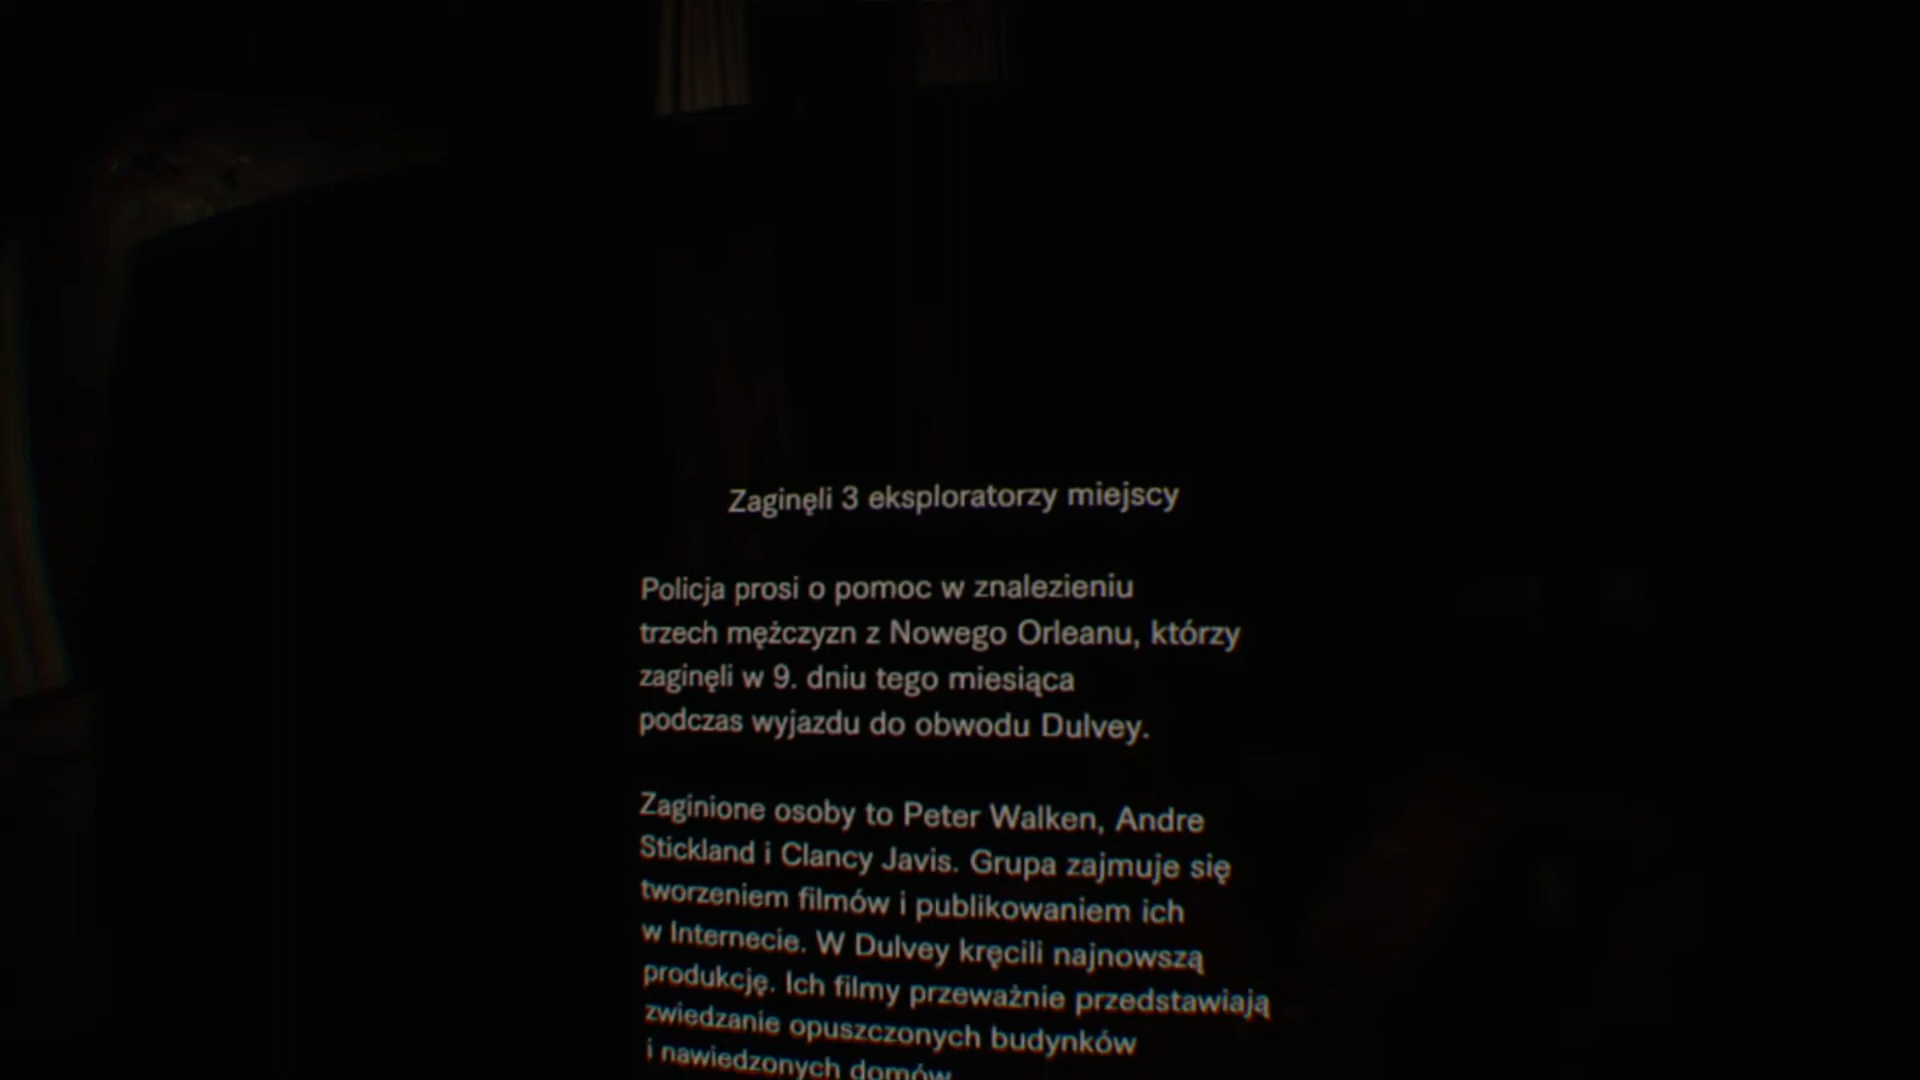 Zaginęli 3 eksploratorzy miejscy
Policja prosi o pomoc w znalezieniu
trzech mężczyzn z Nowego Orleanu, którzy
zaginęli w 9. dniu tego miesiąca
podczas wyjazdu do obwodu Dulvey.
Zaginione osoby to Peter Walken, Andre
Stickland i Clancy Javis. Grupa zajmuje się
tworzeniem filmów i publikowaniem ich
w Internecie. W Dulvey kręcili najnowszą
produkcję. Ich filmy przeważnie przedstawiają
zwiedzanie opuszczonych budynków
i nawiedzonych domów